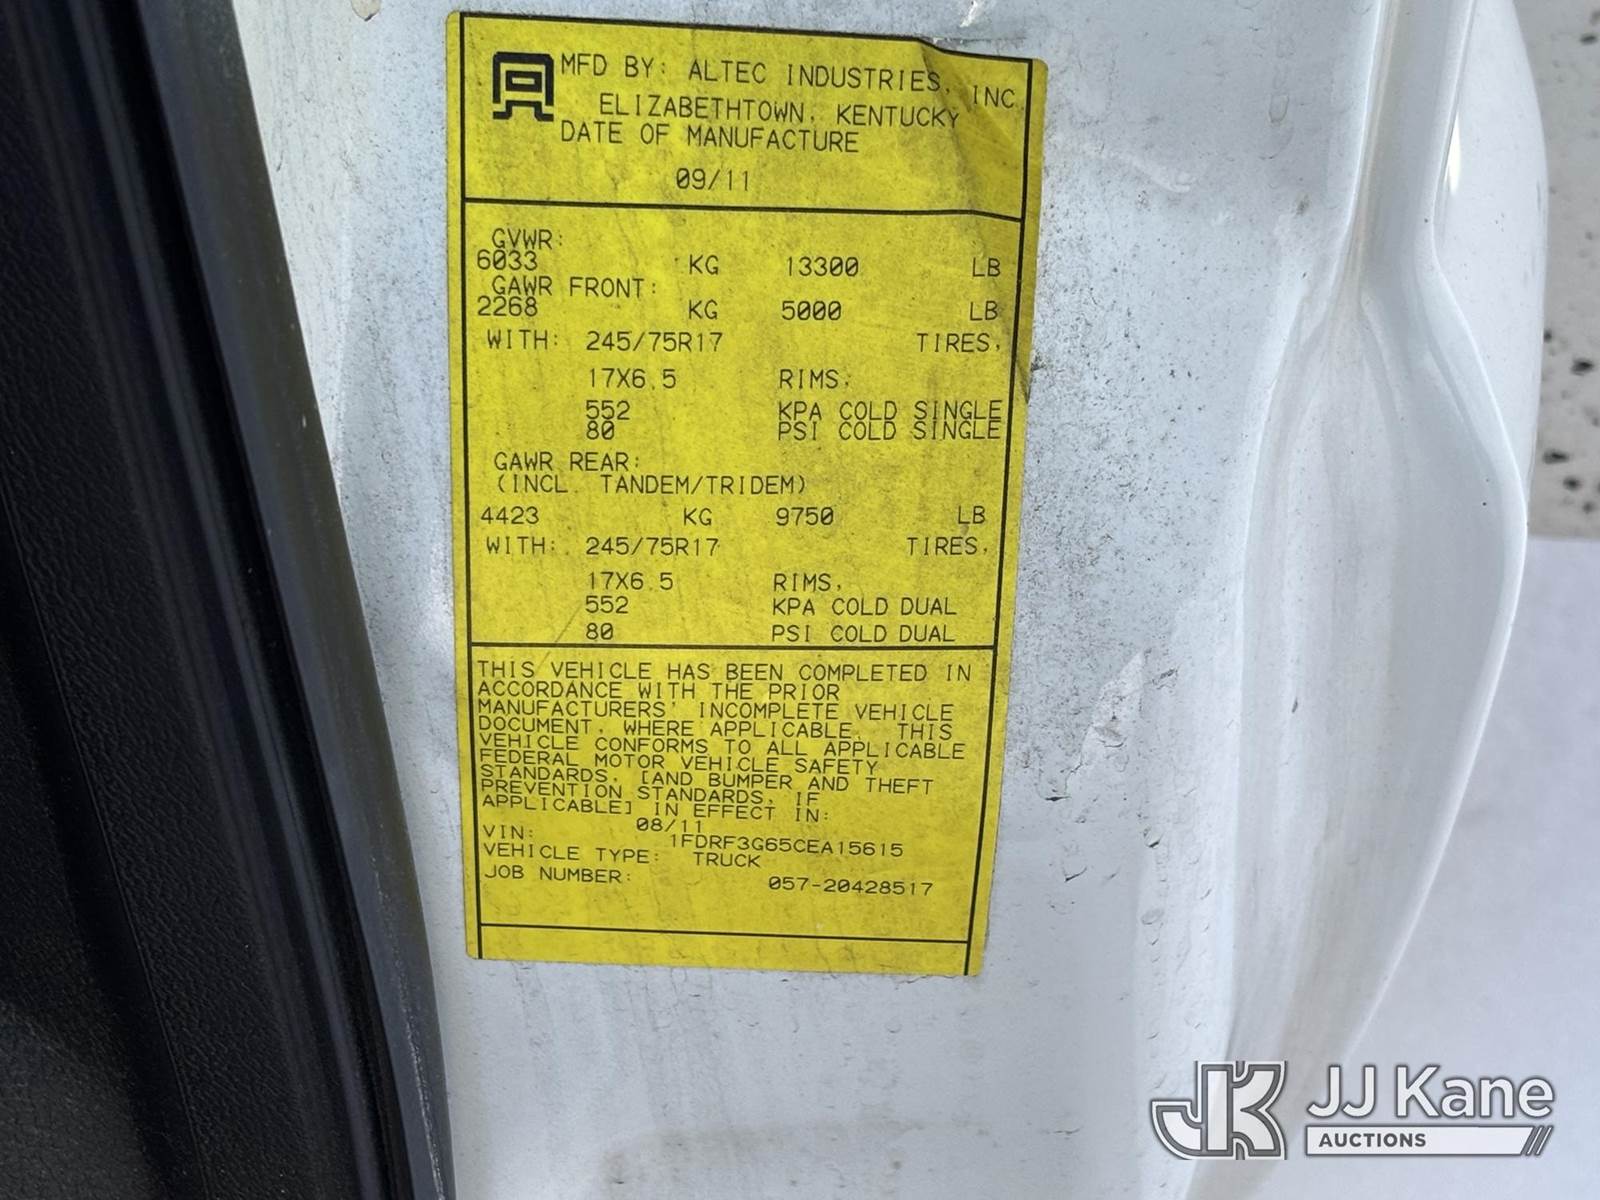 MFD BY: ALTEC INDUSTRIES, INC.
ELIZABETHTOWN, KENTUCKY
DATE OF MANUFACTURE
09/11
GVWR:
6033 KG 13300 LB
GAWR FRONT:
2268 KG 5000 LB
WITH: 245/75R17 TIRES,
17X6.5 RIMS,
552 KPA COLD SINGLE
80 PSI COLD SINGLE
GAWR REAR:
(INCL. TANDEM/TRIDEM)
4423 KG 9750 LB
WITH: 245/75R17 TIRES,
17X6.5 RIMS,
552 KPA COLD DUAL
80 PSI COLD DUAL
THIS VEHICLE HAS BEEN COMPLETED IN
ACCORDANCE WITH THE PRIOR
MANUFACTURERS' INCOMPLETE VEHICLE
DOCUMENT, WHERE APPLICABLE. THIS
VEHICLE CONFORMS TO ALL APPLICABLE
FEDERAL MOTOR VEHICLE SAFETY
STANDARDS, [AND BUMPER AND THEFT
PREVENTION STANDARDS, IF
APPLICABLE] IN EFFECT IN:
08/11
VIN: 1FDRF3G65CEA15615
VEHICLE TYPE: TRUCK
JOB NUMBER: 057-20428517
JK JJ Kane
AUCTIONS